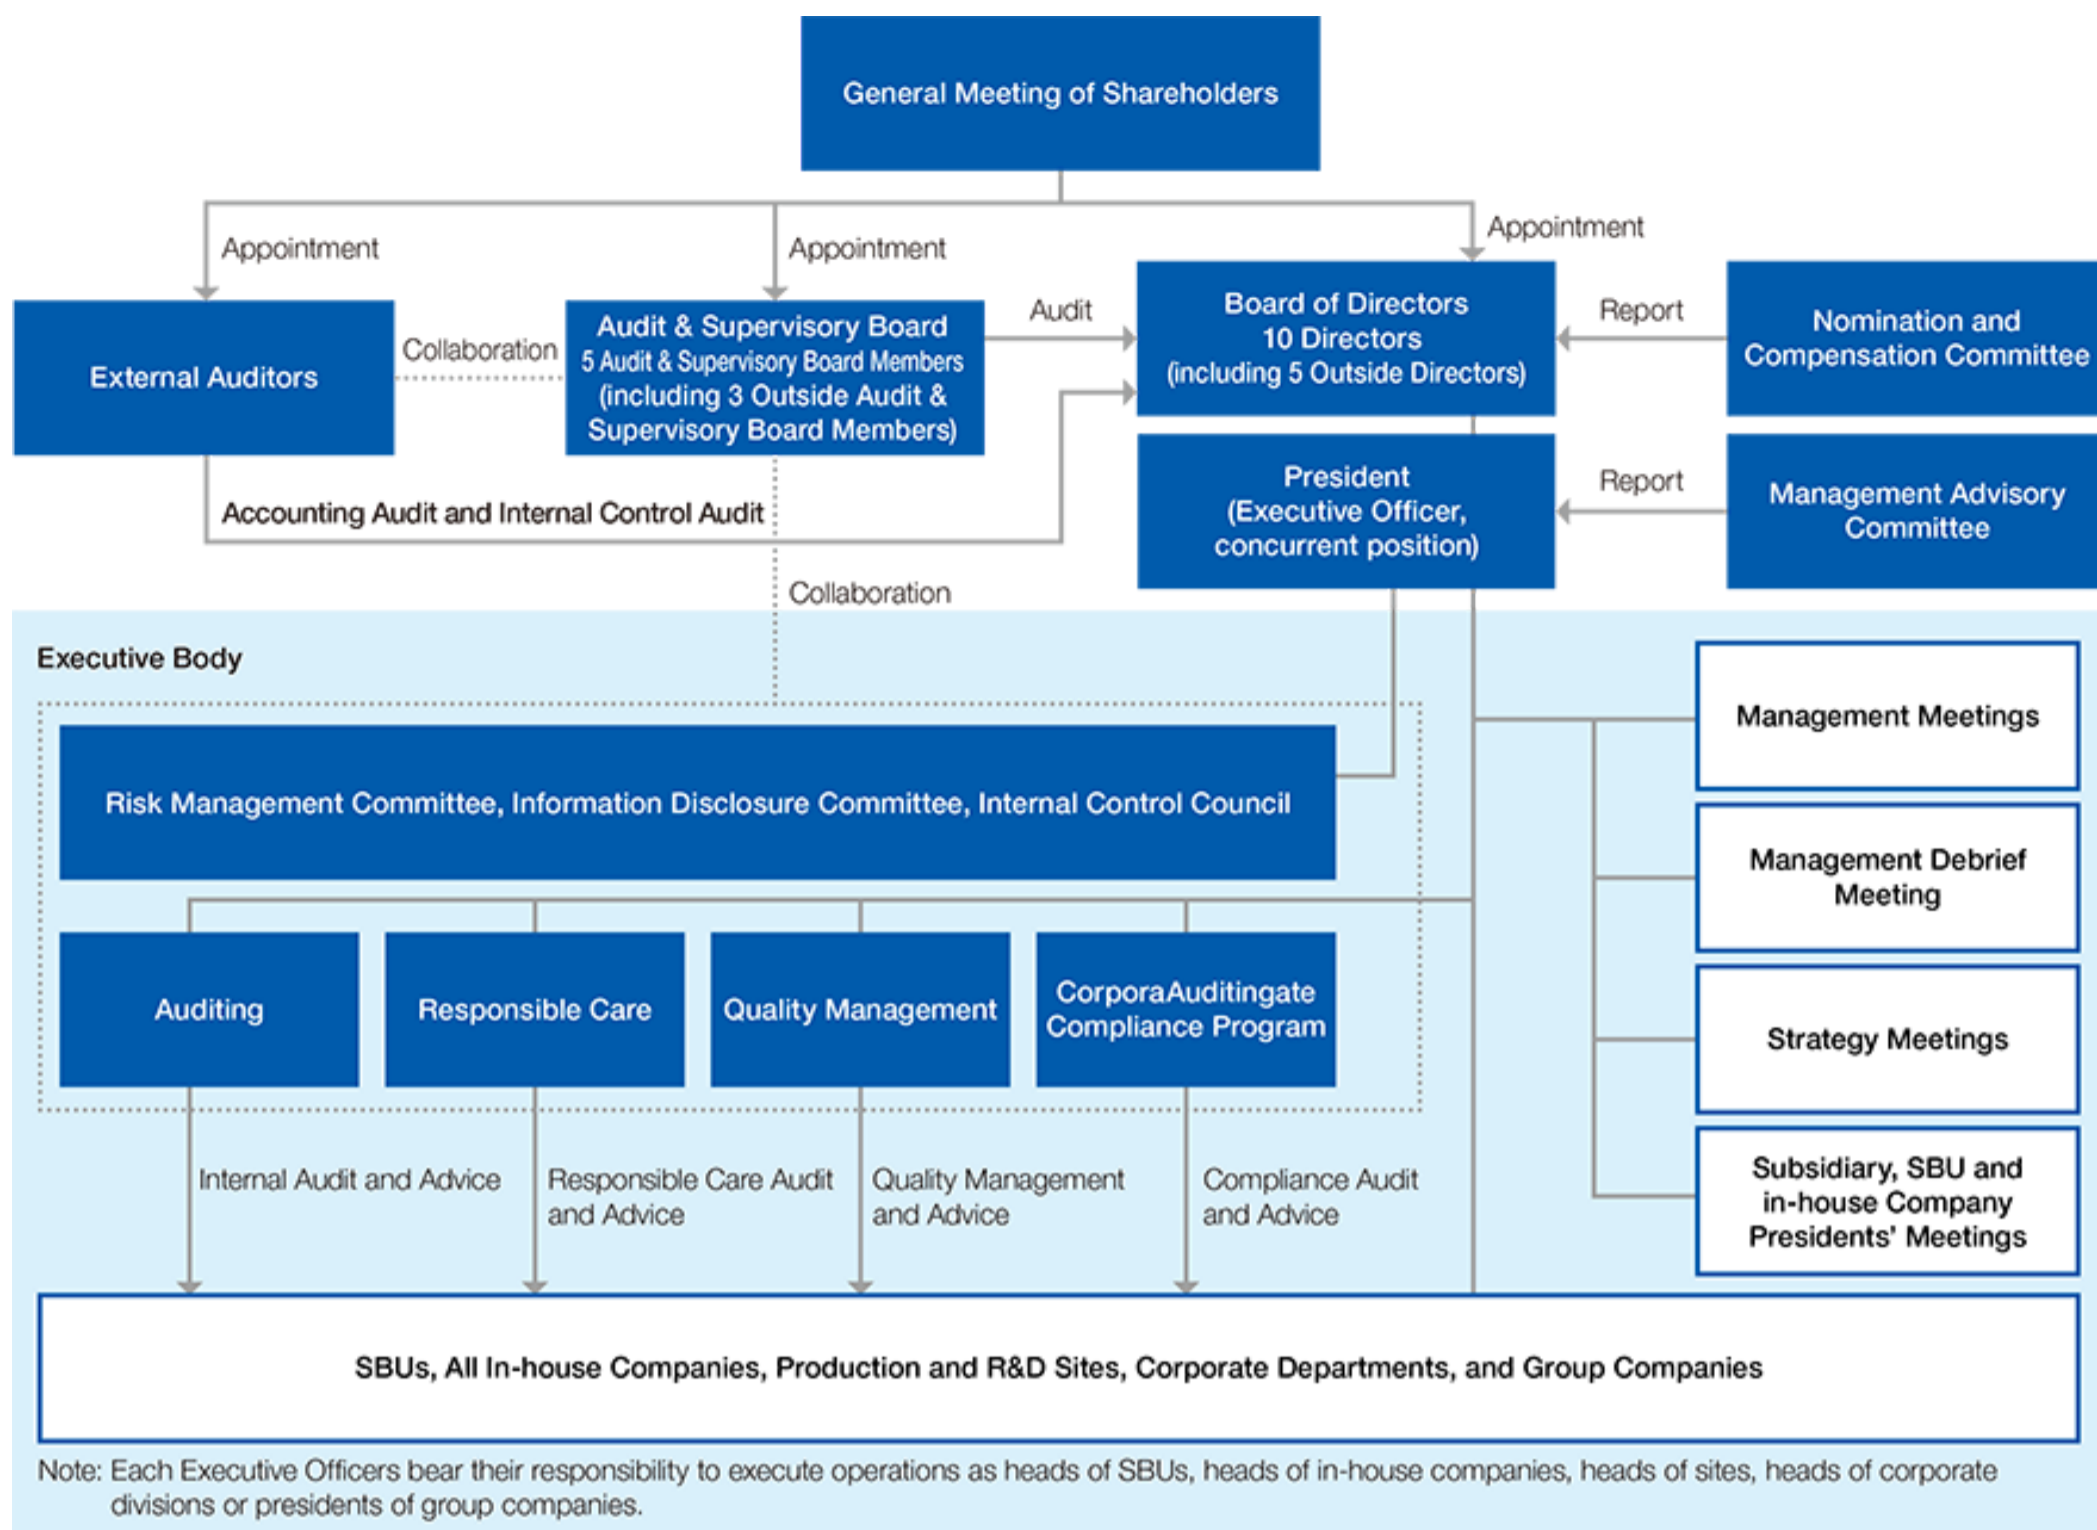 General Meeting of Shareholders
Appointment
Appointment
Appointment
External Auditors
Collaboration
Audit & Supervisory Board
5 Audit & Supervisory Board Members
(including 3 Outside Audit &
Supervisory Board Members)
Audit
Board of Directors
10 Directors
(including 5 Outside Directors)
Report
Nomination and
Compensation Committee
Accounting Audit and Internal Control Audit
President
(Executive Officer,
concurrent position)
Report
Management Advisory
Committee
Collaboration
Executive Body
Risk Management Committee, Information Disclosure Committee, Internal Control Council
Management Meetings
Management Debrief
Meeting
Strategy Meetings
Subsidiary, SBU and
in-house Company
Presidents' Meetings
Auditing
Responsible Care
Quality Management
CorporaAuditingate
Compliance Program
Internal Audit and Advice
Responsible Care Audit
and Advice
Quality Management
and Advice
Compliance Audit
and Advice
SBUs, All In-house Companies, Production and R&D Sites, Corporate Departments, and Group Companies
Note: Each Executive Officers bear their responsibility to execute operations as heads of SBUs, heads of in-house companies, heads of sites, heads of corporate
divisions or presidents of group companies.